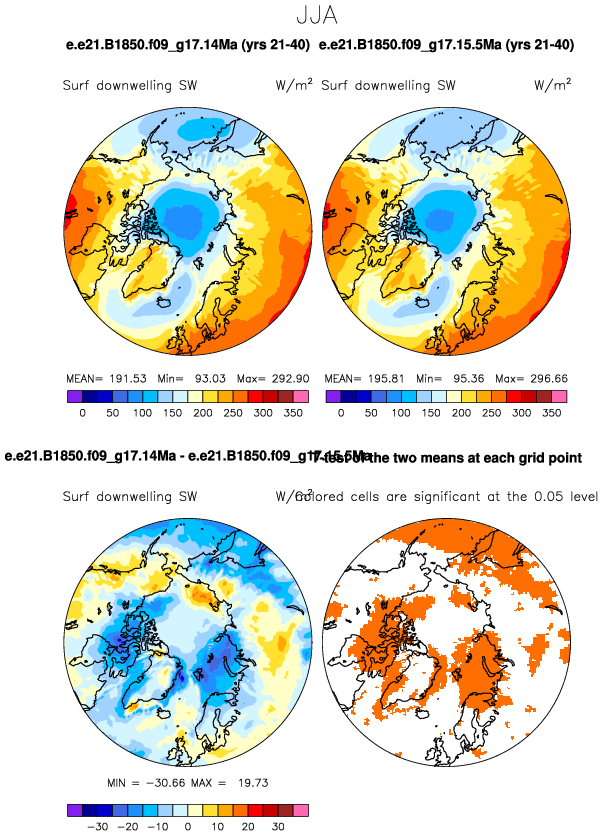 JJA
e.e21.B1850.f09_g17.14Ma (yrs 21-40) e.e21.B1850.f09_g17.15.5Ma (yrs 21-40)
Surf downwelling SW W/m² Surf downwelling SW W/m²
MEAN= 191.53 Min= 93.03 Max= 292.90 MEAN= 195.81 Min= 95.36 Max= 296.66
0 50 100 150 200 250 300 350 0 50 100 150 200 250 300 350
e.e21.B1850.f09_g17.14Ma - e.e21.B1850.f09_g17.15.5Ma T-test of the two means at each grid point
Surf downwelling SW W/m² Colored cells are significant at the 0.05 level
MIN = -30.66 MAX = 19.73
-30 -20 -10 0 10 20 30